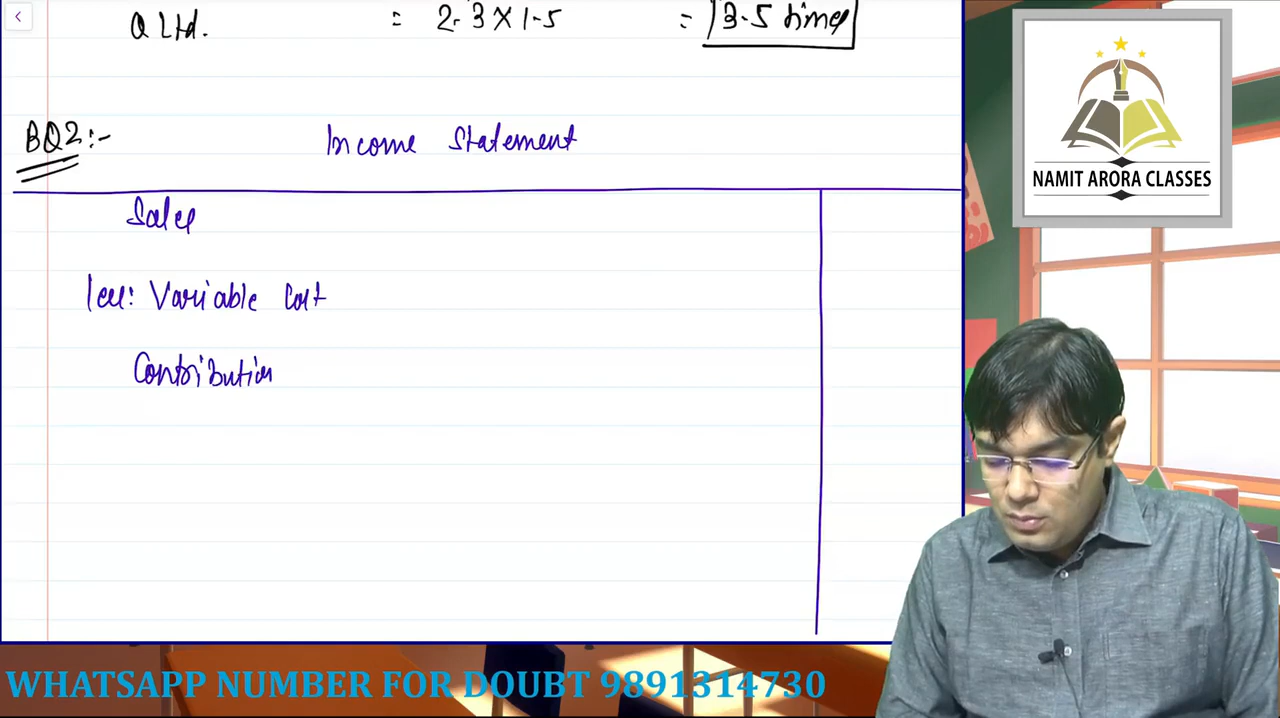 Q Ltd. = 2.3 X 1.5 = 3.5 times
BQ2:-
Income Statement
Sales
less: Variable Cost
Contribution
NAMIT ARORA CLASSES
WHATSAPP NUMBER FOR DOUBT 9891314730